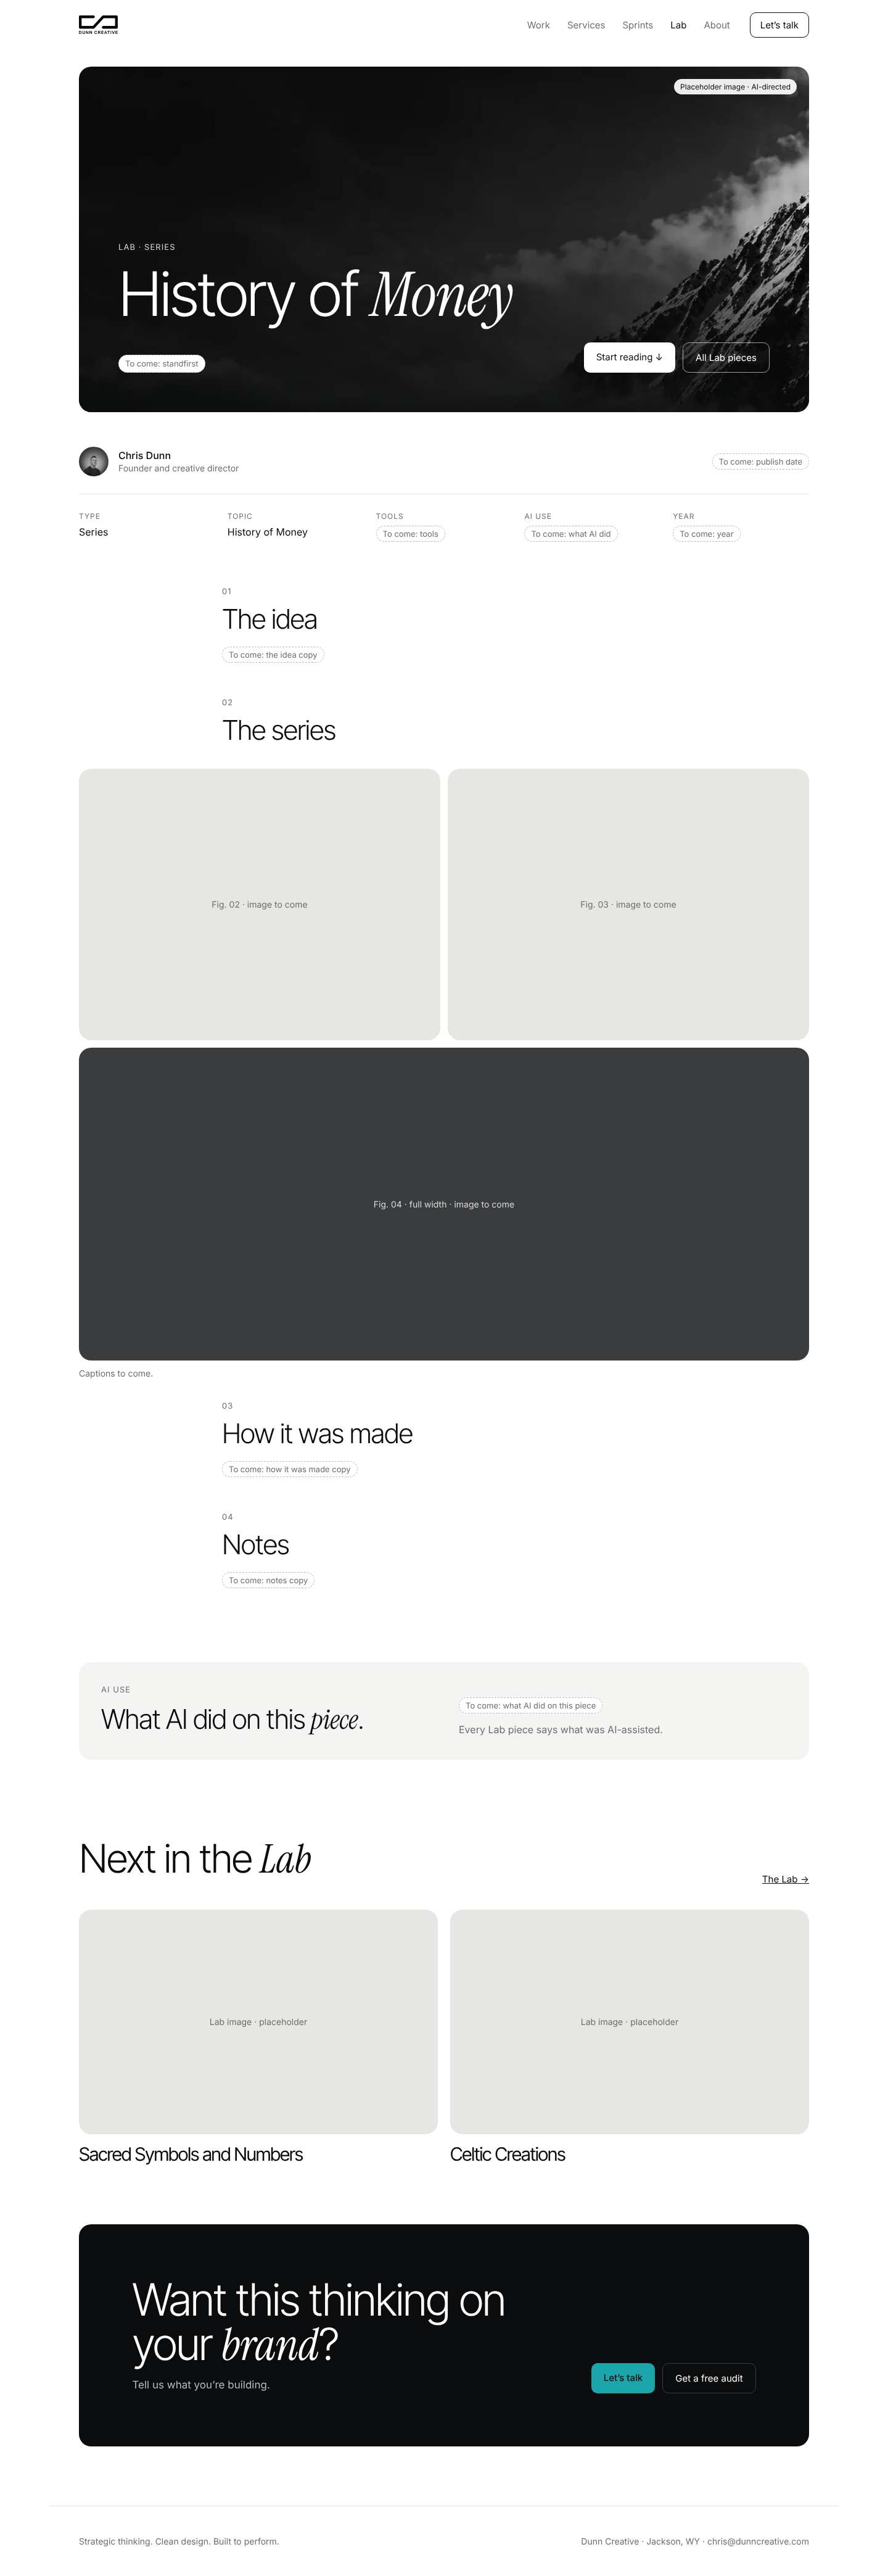 DUNN CREATIVE
Work Services Sprints Lab About Let's talk
Placeholder image · AI-directed
LAB · SERIES
History of Money
To come: standfirst
Start reading ↓ All Lab pieces
Chris Dunn
Founder and creative director
To come: publish date
TYPE TOPIC TOOLS AI USE YEAR
Series History of Money To come: tools To come: what AI did To come: year
01
The idea
To come: the idea copy
02
The series
Fig. 02 · image to come Fig. 03 · image to come
Fig. 04 · full width · image to come
Captions to come.
03
How it was made
To come: how it was made copy
04
Notes
To come: notes copy
AI USE
What AI did on this piece.
To come: what AI did on this piece
Every Lab piece says what was AI-assisted.
Next in the Lab
The Lab →
Lab image · placeholder Lab image · placeholder
Sacred Symbols and Numbers Celtic Creations
Want this thinking on
your brand?
Tell us what you’re building.
Let’s talk Get a free audit
Strategic thinking. Clean design. Built to perform. Dunn Creative · Jackson, WY · chris@dunncreative.com